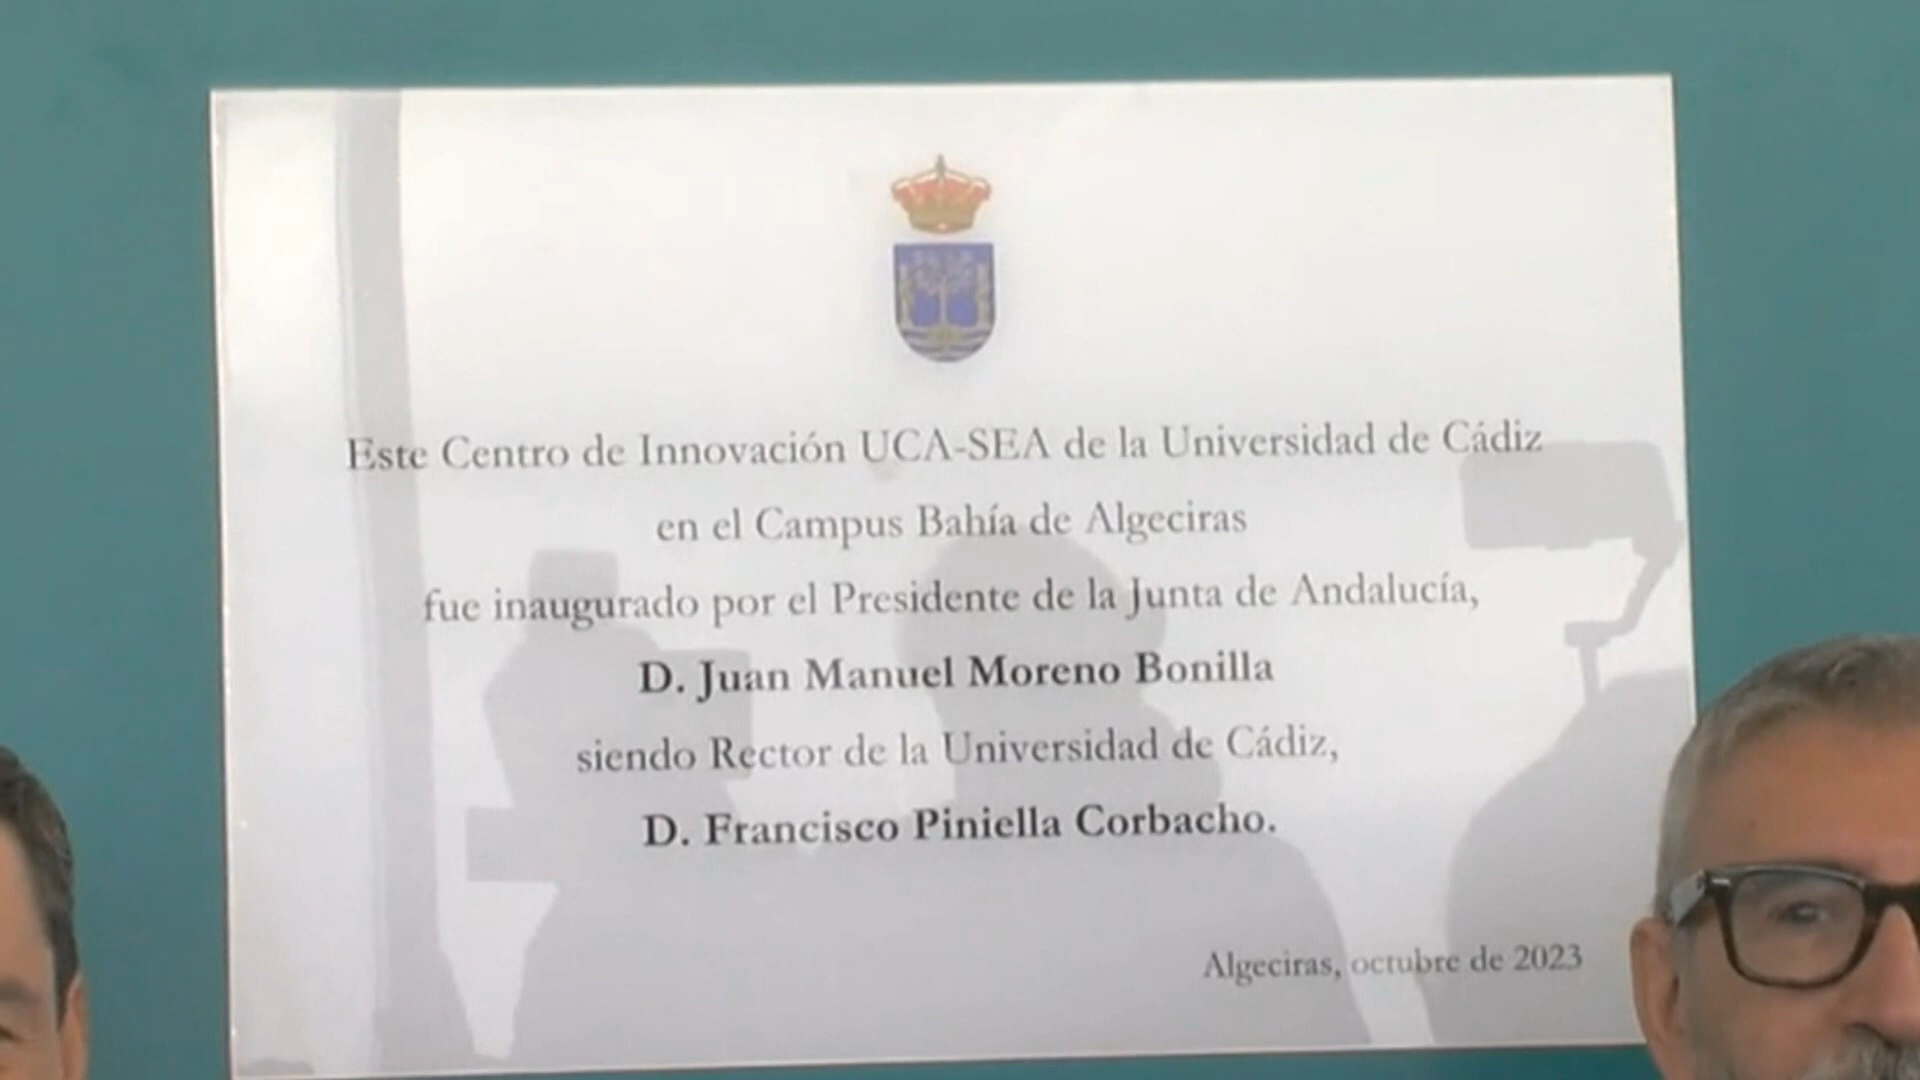 Este Centro de Innovación UCA-SEA de la Universidad de Cádiz
en el Campus Bahía de Algeciras
fue inaugurado por el Presidente de la Junta de Andalucía,
D. Juan Manuel Moreno Bonilla
siendo Rector de la Universidad de Cádiz,
D. Francisco Piniella Corbacho.
Algeciras, octubre de 2023